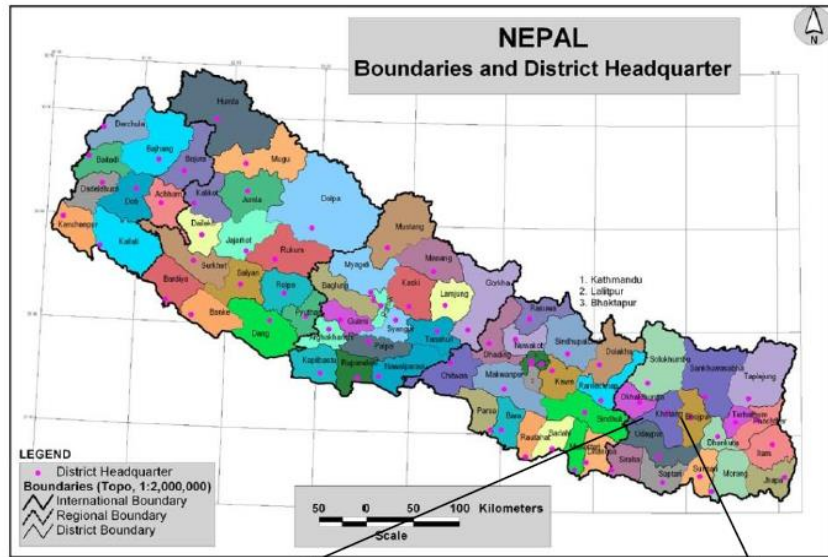 NEPAL
Boundaries and District Headquarter
N
Humla
Darchula
Bajhang
Bajura
Mugu
Baitadi
Dadeldhura
Doti
Achham
Kalikot
Jumla
Dolpa
Kanchanpur
Kailali
Dailekh
Jajarkot
Mustang
Surkhet
Rukum
Manang
Bardiya
Salyan
Rolpa
Myagdi
Baglung
Kaski
Lamjung
Gorkha
1. Kathmandu
2. Lalitpur
3. Bhaktapur
Banke
Dang
Pyuthan
Gulmi
Syangja
Tanahu
Rasuwa
Arghakhanchi
Palpa
Dhading
Nuwakot
Sindhupal
Dolakha
Solukhumbu
Sankhuwasabha
Taplejung
Kapilbastu
Rupandehi
Nawalparasi
Chitwan
Makwanpur
Kavre
Ramechhap
Okhaldhunga
Khotang
Bhojpur
Terhathum
Panchthar
Parsa
Bara
Rautahat
Sarlahi
Sindhuli
Udaypur
Dhankuta
Ilam
Siraha
Saptari
Sunsari
Morang
Jhapa
LEGEND
District Headquarter
Boundaries (Topo, 1:2,000,000)
International Boundary
Regional Boundary
District Boundary
50 0 50 100 Kilometers
Scale